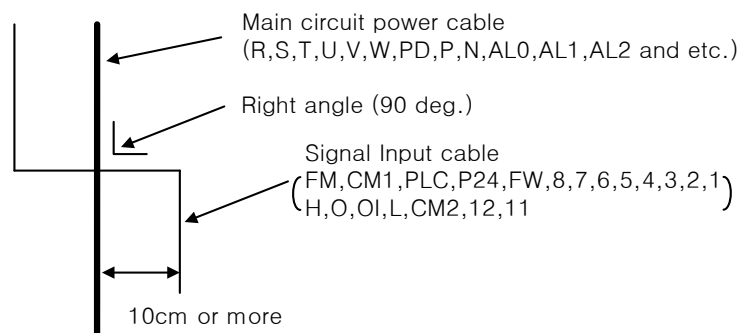 Main circuit power cable
(R,S,T,U,V,W,PD,P,N,AL0,AL1,AL2 and etc.)
Right angle (90 deg.)
Signal Input cable
(FM,CM1,PLC,P24,FW,8,7,6,5,4,3,2,1
H,O,OI,L,CM2,12,11)
10cm or more